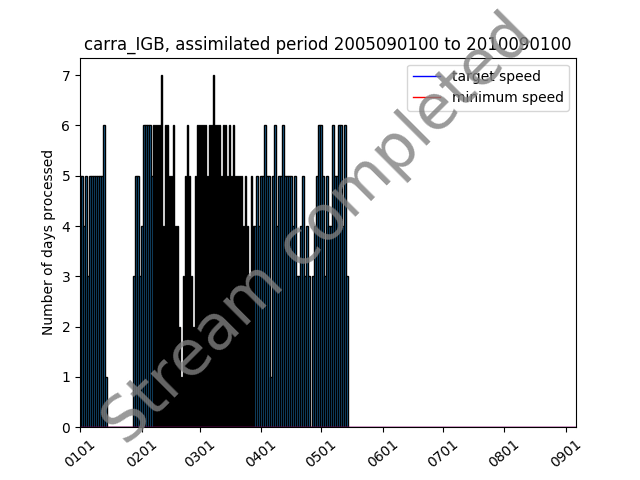 carra_IGB, assimilated period 2005090100 to 2010090100
target speed
minimum speed
Number of days processed
7
6
5
4
3
2
1
0
0101 0201 0301 0401 0501 0601 0701 0801 0901
Stream completed